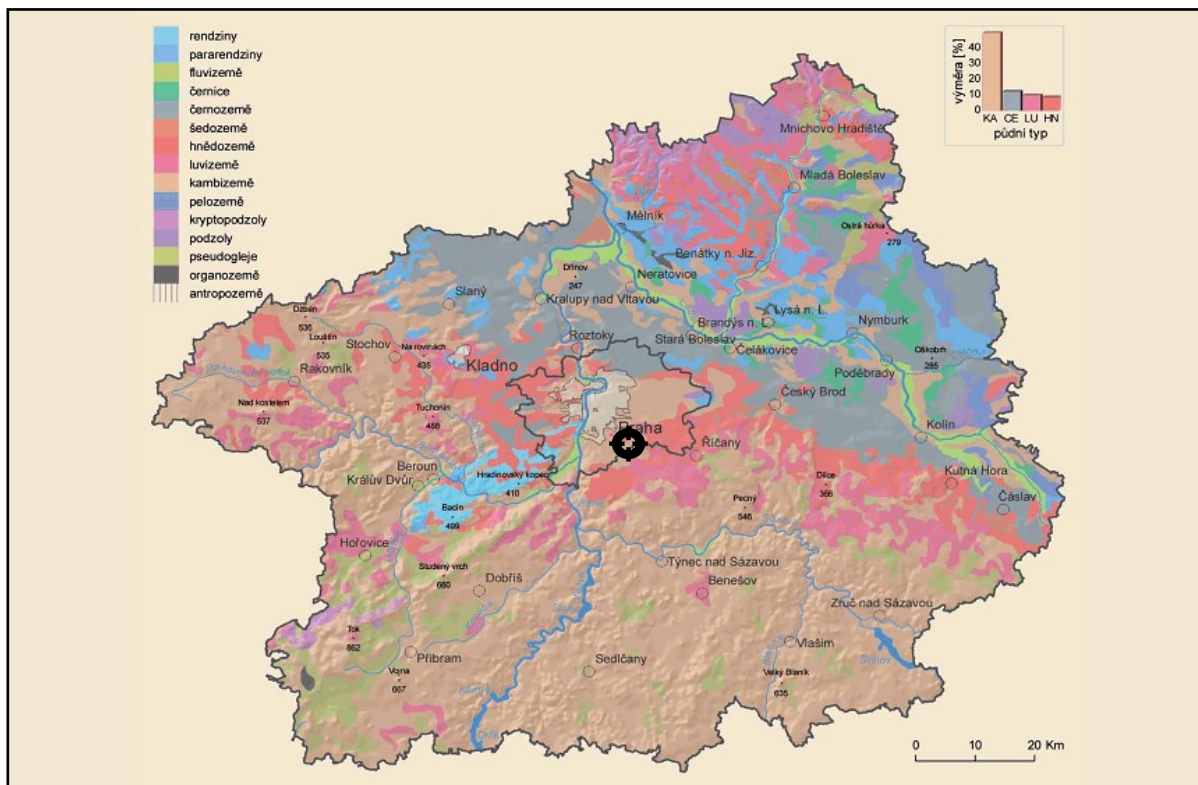 rendziny
pararendziny
fluvizemě
černice
černozemě
šedozemě
hnědozemě
luvizemě
kambizemě
pelozemě
kryptopodzoly
podzoly
pseudogleje
organozemě
antropozemě
výměra [%]
40
30
20
10
0
KA CE LU HN
půdní typ
Mnichovo Hradiště
Mladá Boleslav
Mělník
Ostrá hůrka
279
Benátky n. Jiz.
Dřínov
247
Neratovice
Slaný
Kralupy nad Vltavou
Lysá n. L.
Džbán
535
Brandýs n. L.
Nymburk
Louštín
535
Roztoky
Stará Boleslav
Stochov
Na rovinách
435
Čelákovice
Oškobrh
285
Kladno
Poděbrady
Rakovník
Český Brod
Nad kostelem
537
Tuchonín
488
Praha
Kolín
Říčany
Beroun
Hradinovský kopec
410
Králův Dvůr
Dílce
366
Kutná Hora
Bacín
499
Pecný
546
Čáslav
Hořovice
Týnec nad Sázavou
Studený vrch
660
Dobříš
Benešov
Zruč nad Sázavou
Tok
862
Vlašim
Příbram
Sedlčany
Vojna
667
Velký Blaník
635
Orlík
0 10 20 Km